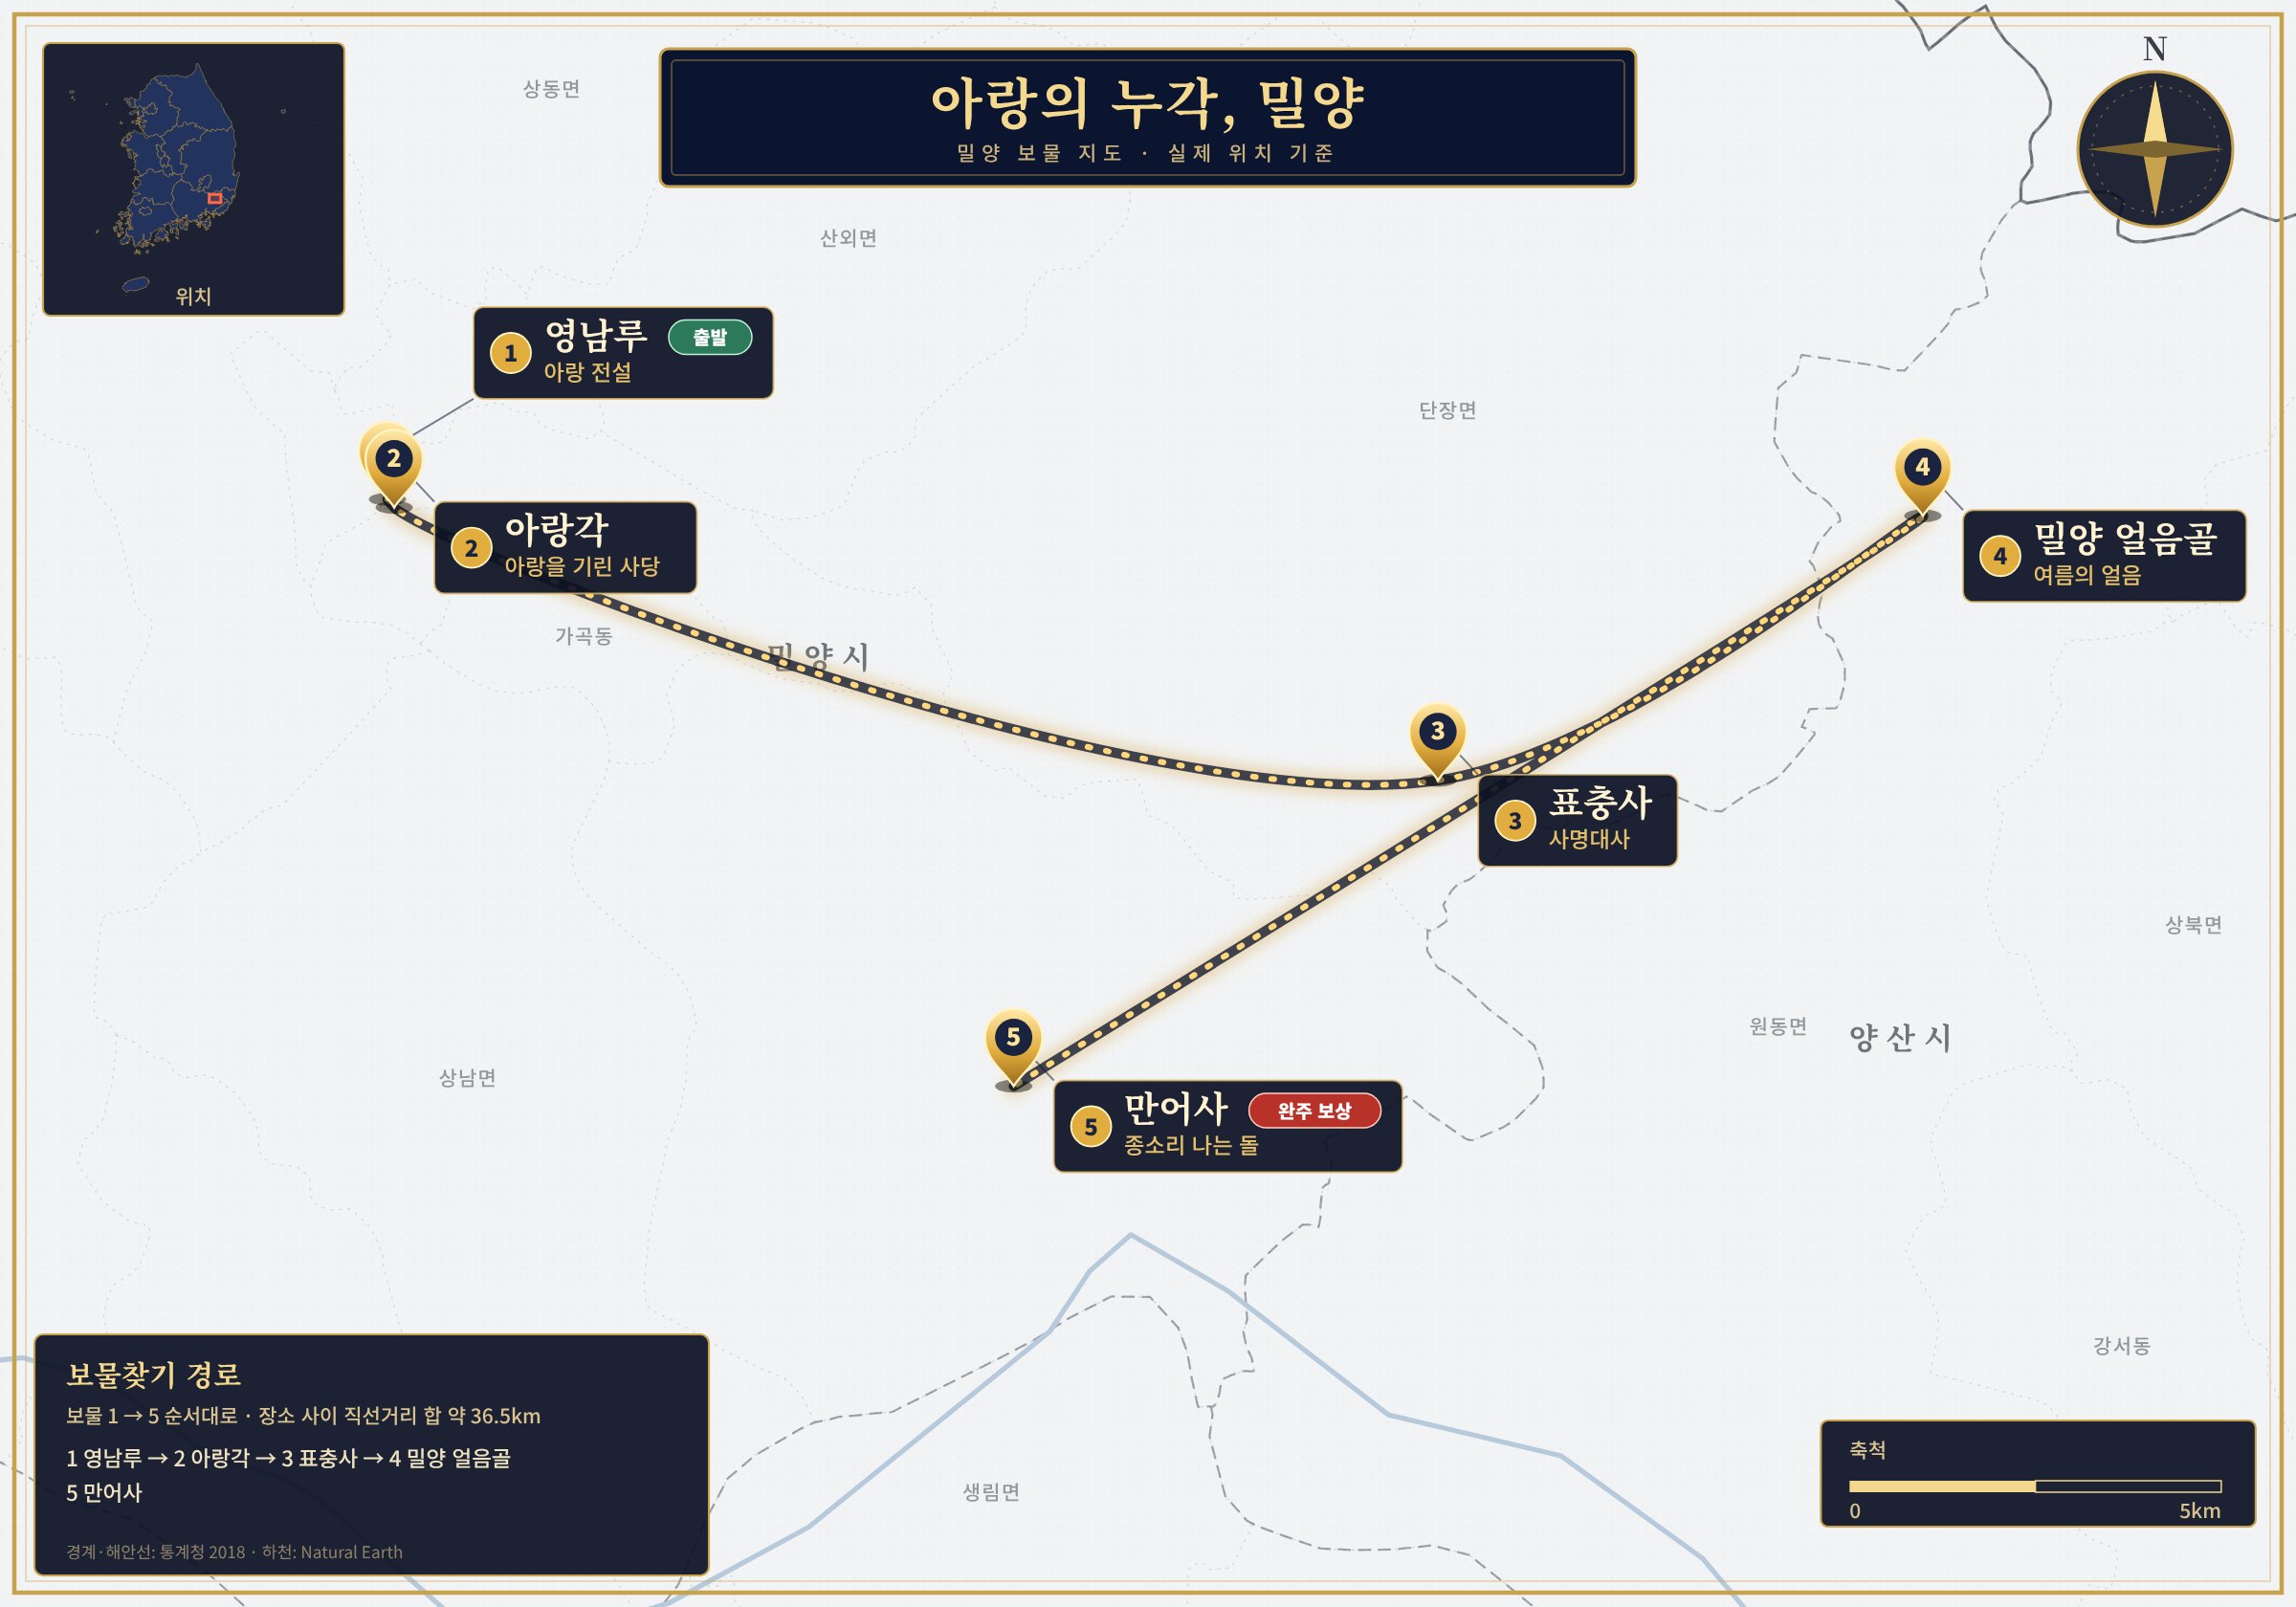 아랑의 누각, 밀양
밀양 보물 지도 · 실제 위치 기준
N
위치
상동면
산외면
1
영남루
출발
아랑 전설
단장면
2
4
2
아랑각
아랑을 기린 사당
4
밀양 얼음골
여름의 얼음
가곡동
밀양시
3
3
표충사
사명대사
상북면
5
원동면
양산시
상남면
5
만어사
완주 보상
종소리 나는 돌
강서동
생림면
보물찾기 경로
보물 1 → 5 순서대로 · 장소 사이 직선거리 합 약 36.5km
1 영남루 → 2 아랑각 → 3 표충사 → 4 밀양 얼음골
5 만어사
경계·해안선: 통계청 2018 · 하천: Natural Earth
축척
0 5km